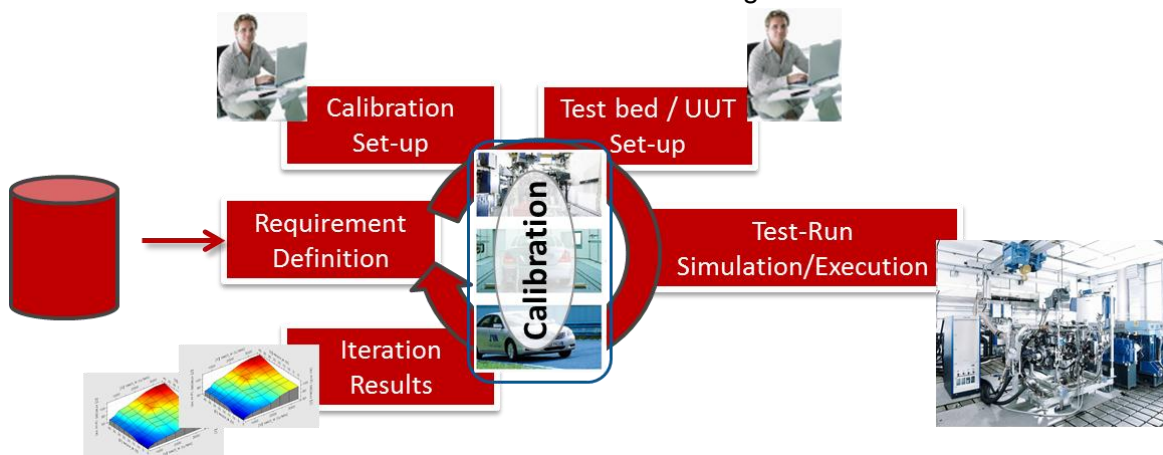 Calibration
Set-up
Test bed / UUT
Set-up
Requirement
Definition
Calibration
Test-Run
Simulation/Execution
Iteration
Results